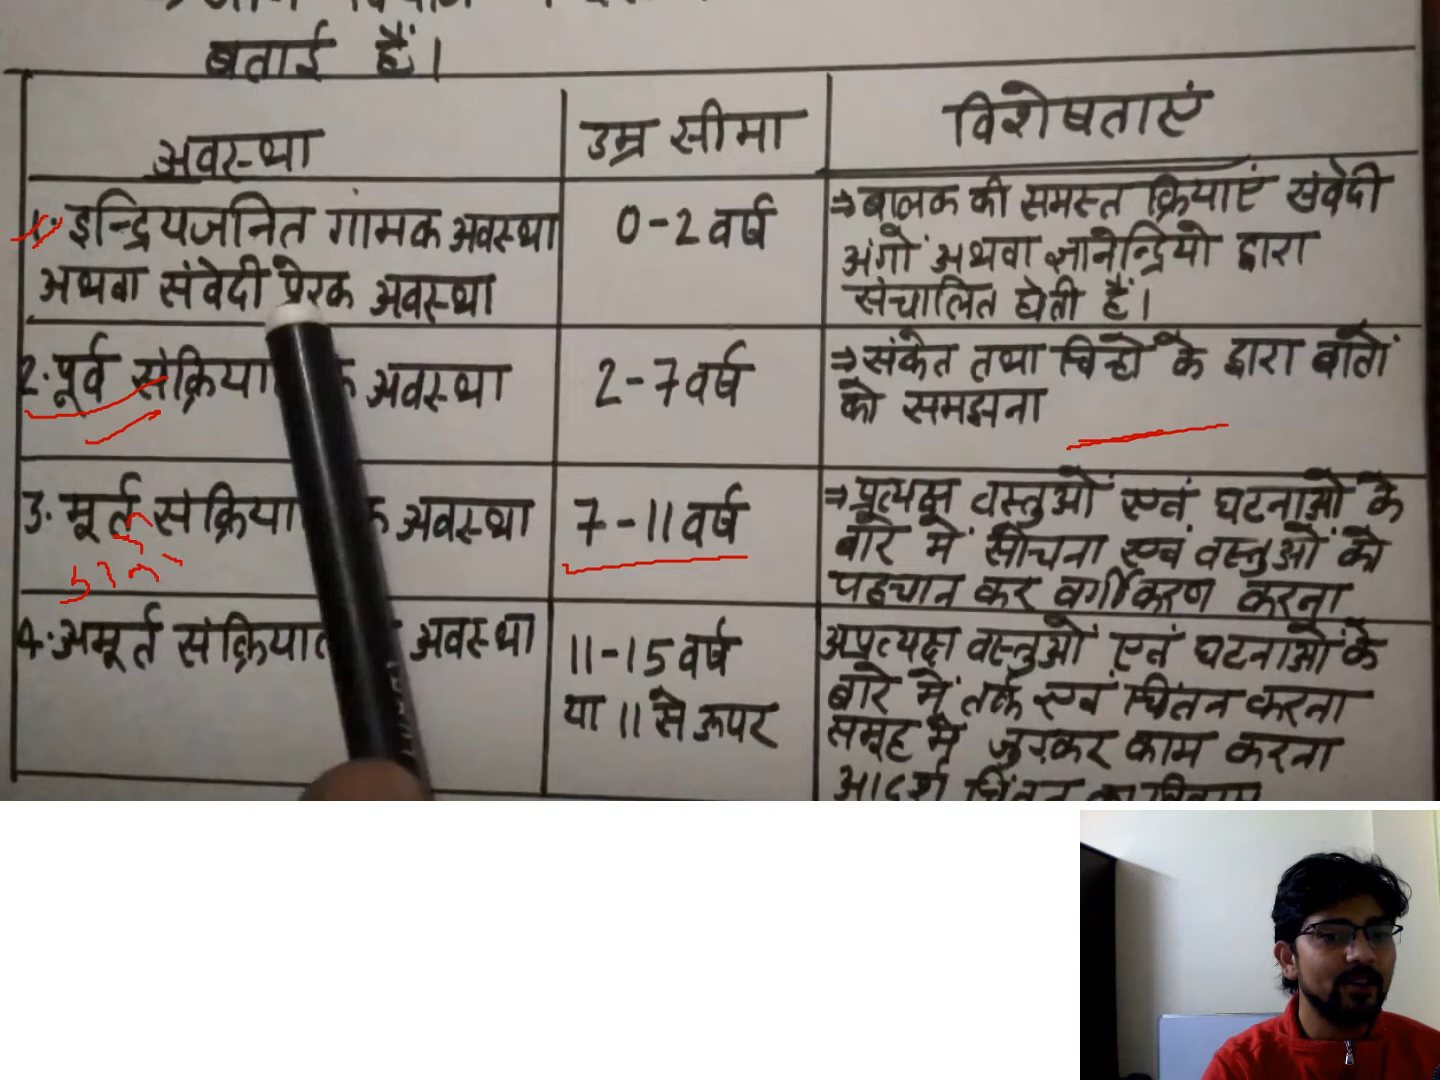 बताई हैं।
अवस्था
उम्र सीमा
विशेषताएं
1. इन्द्रियजनित गामक अवस्था
अथवा संवेदी प्रेरक अवस्था
0-2 वर्ष
⇒ बालक की समस्त क्रियाएं संवेदी
अंगों अथवा ज्ञानेन्द्रियो द्वारा
संचालित होती हैं।
2. पूर्व संक्रिया अवस्था
2-7 वर्ष
⇒ संकेत तथा चिन्हो के द्वारा बातों
को समझना
3. मूर्त संक्रिया अवस्था
7-11 वर्ष
⇒ प्रत्यक्ष वस्तुओं एवं घटनाओं के
बारे में सोचना एवं वस्तुओं को
पहचान कर वर्गीकरण करना
4. अमूर्त संक्रियात अवस्था
11-15 वर्ष
या 11 से ऊपर
अप्रत्यक्ष वस्तुओं एवं घटनाओं के
बारे में तर्क एवं चिंतन करना
समूह में जुड़कर काम करना
आदर्श चिंतन का